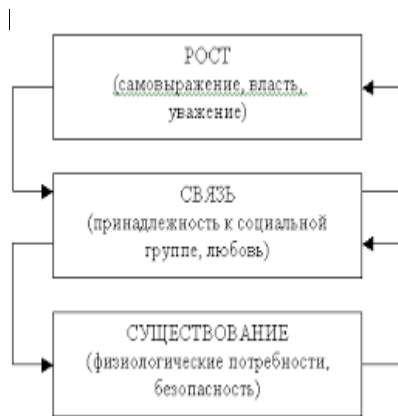 РОСТ
(самовыражение, власть,
уважение)
СВЯЗЬ
(принадлежность к социальной
группе, любовь)
СУЩЕСТВОВАНИЕ
(физиологические потребности,
безопасность)